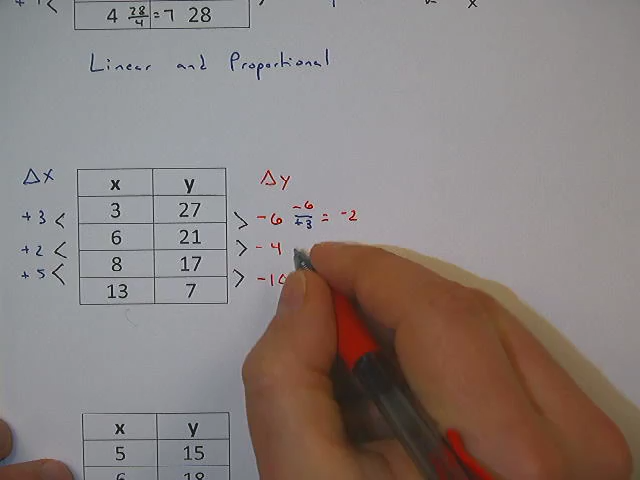 4 28/4 = 7 28
Linear and Proportional
Δx x y Δy
+3 < 3 27 > -6 -6/+3 = -2
+2 < 6 21 > -4
+5 < 8 17 >
13 7
x y
5 15
18